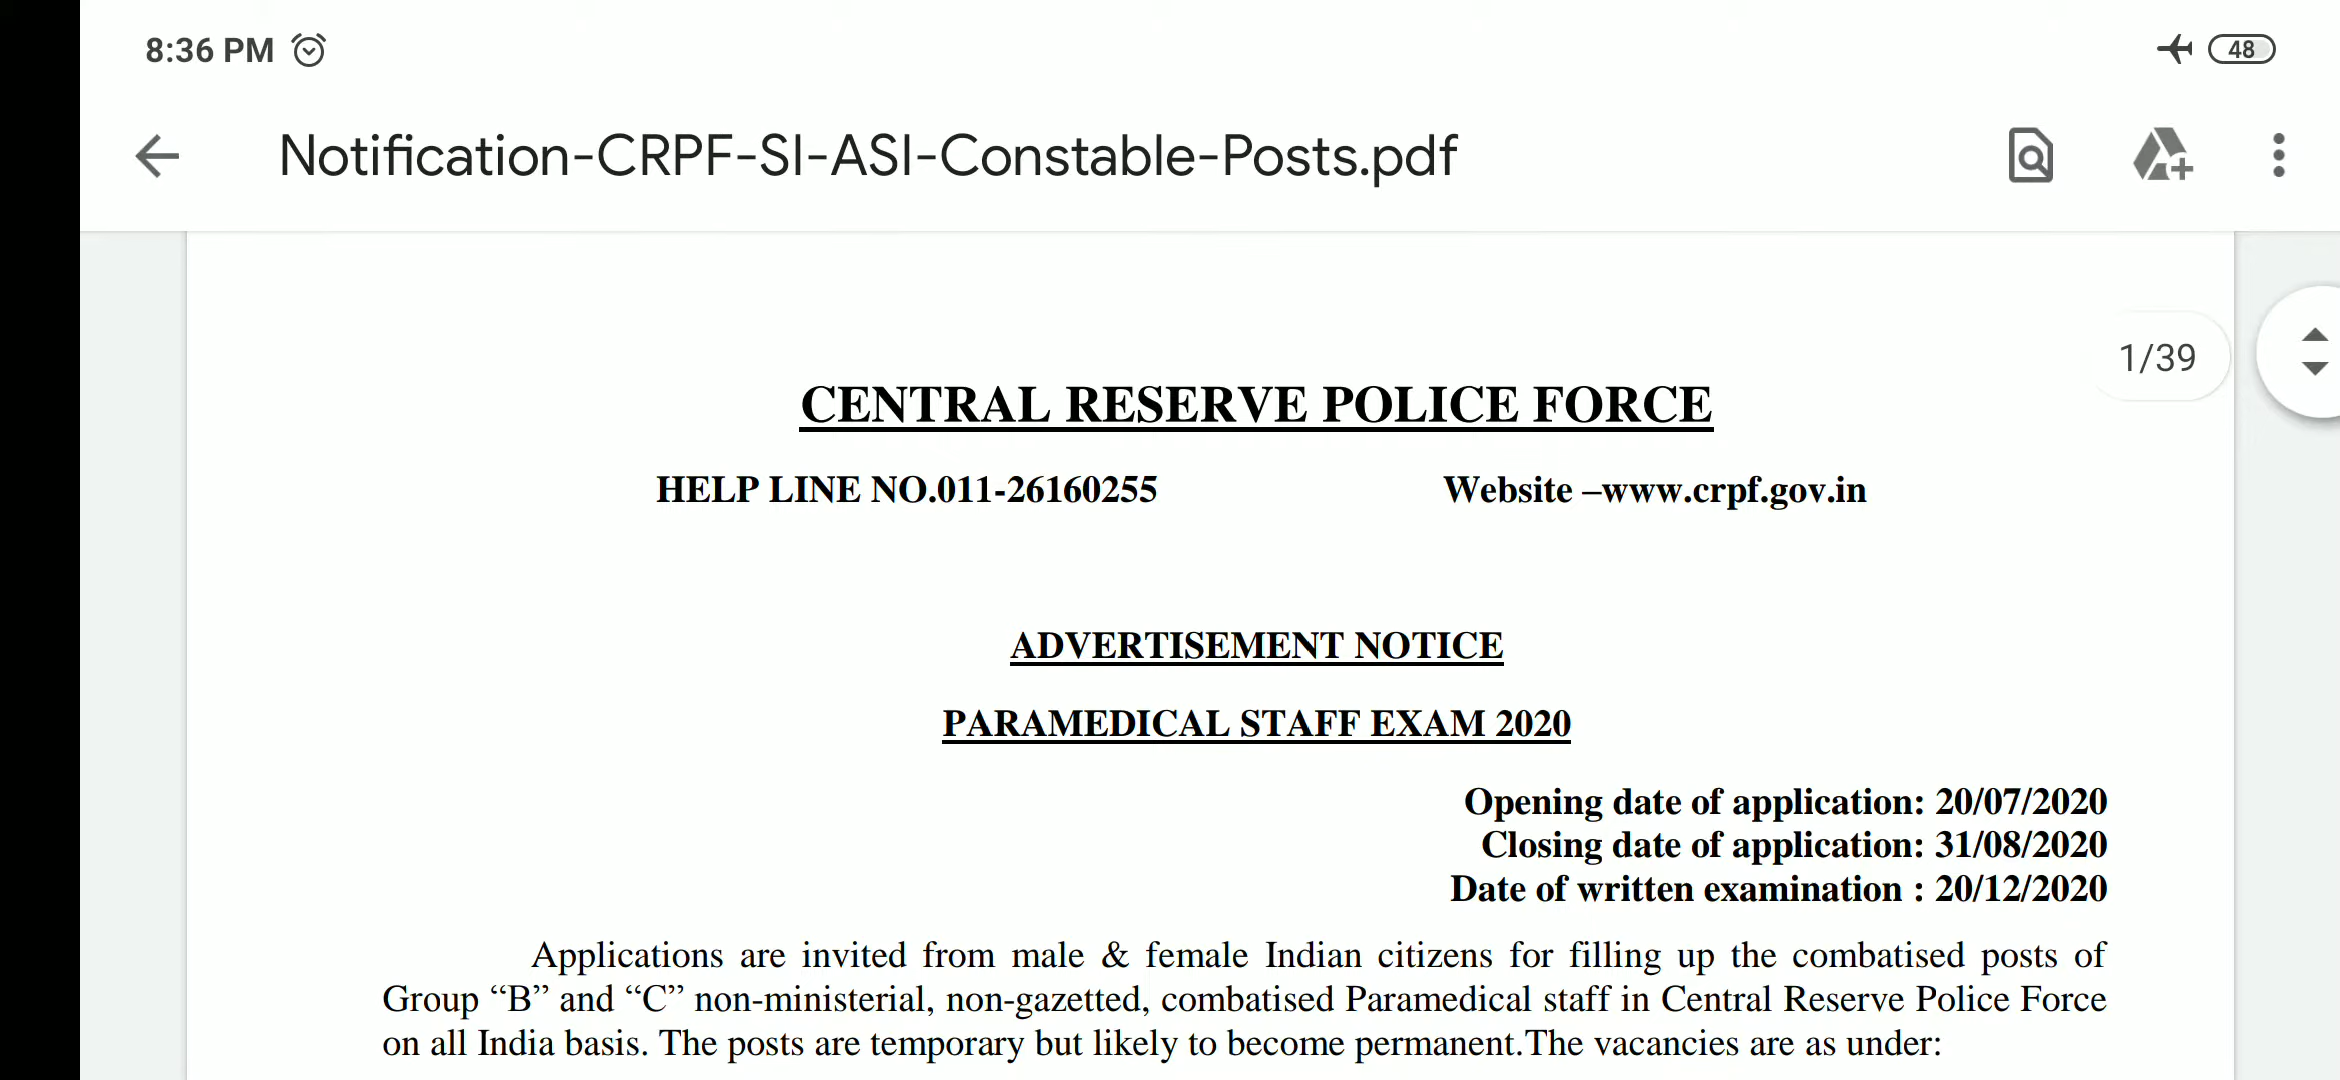 8:36 PM
48
Notification-CRPF-SI-ASI-Constable-Posts.pdf
1/39
CENTRAL RESERVE POLICE FORCE
HELP LINE NO.011-26160255 Website –www.crpf.gov.in
ADVERTISEMENT NOTICE
PARAMEDICAL STAFF EXAM 2020
Opening date of application: 20/07/2020
Closing date of application: 31/08/2020
Date of written examination : 20/12/2020
Applications are invited from male & female Indian citizens for filling up the combatised posts of
Group “B” and “C” non-ministerial, non-gazetted, combatised Paramedical staff in Central Reserve Police Force
on all India basis. The posts are temporary but likely to become permanent.The vacancies are as under: